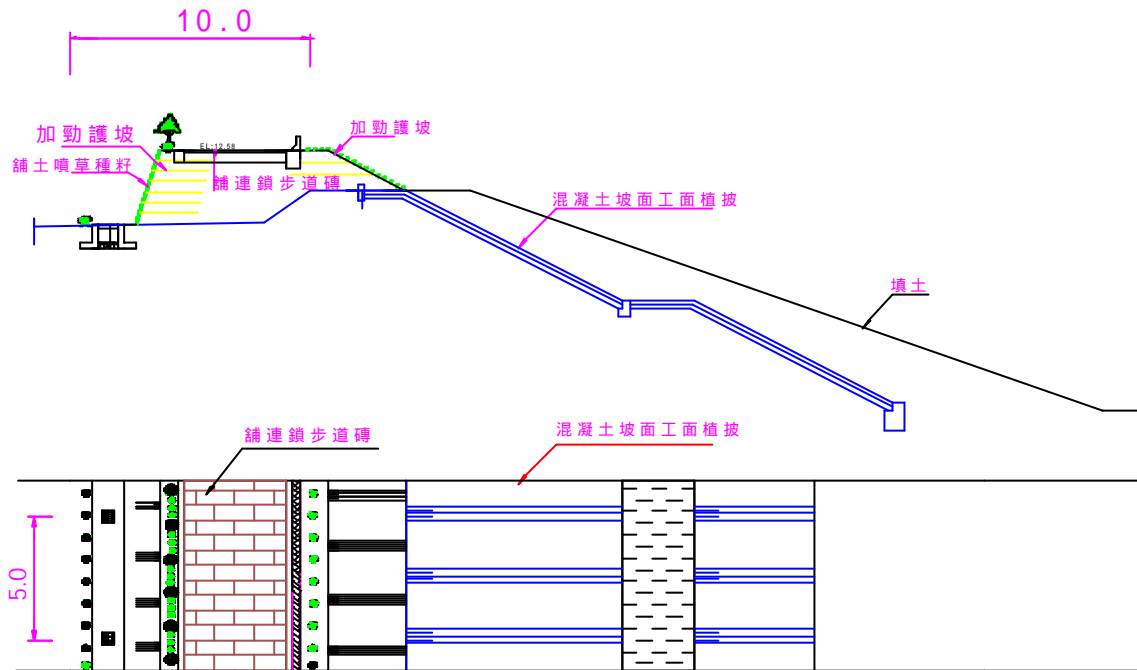 10.0
加勁護坡
加勁護坡
EL:12.58
舖土噴草種籽
舖連鎖步道磚
混凝土坡面工面植披
填土
舖連鎖步道磚
混凝土坡面工面植披
5.0